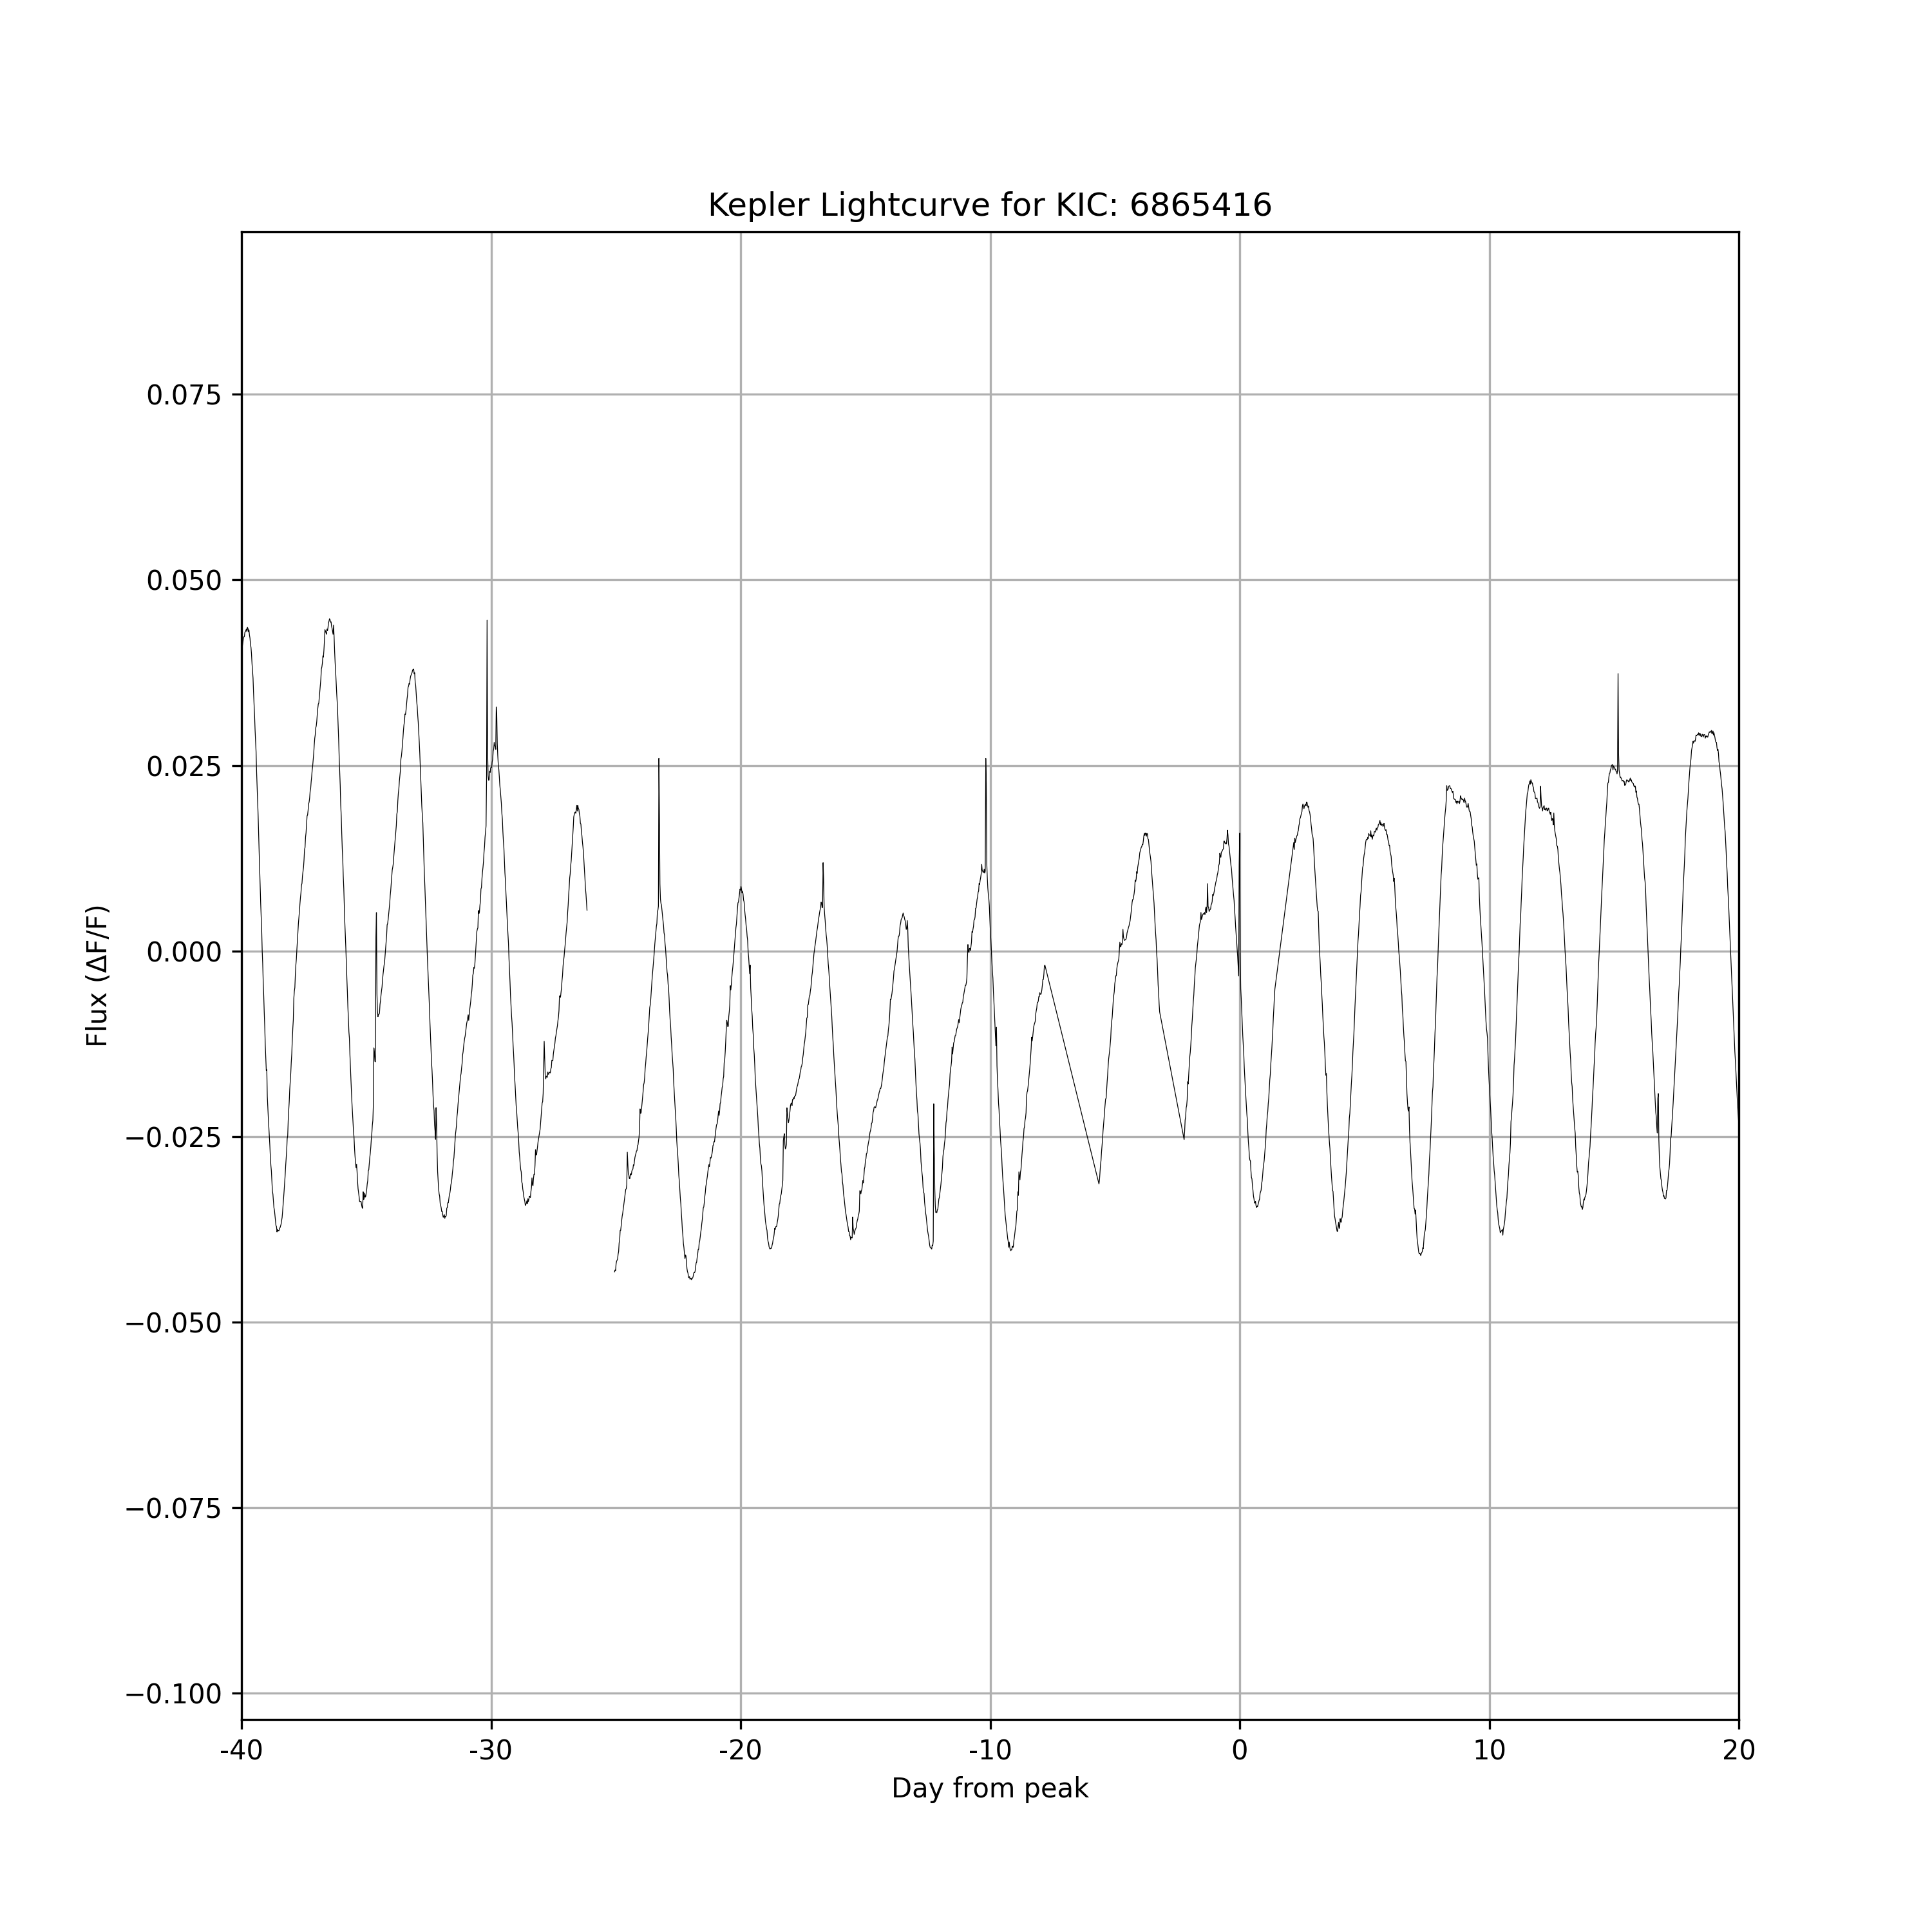 Kepler Lightcurve for KIC: 6865416
Flux (ΔF/F)
0.075
0.050
0.025
0.000
−0.025
−0.050
−0.075
−0.100
-40 -30 -20 -10 0 10 20
Day from peak